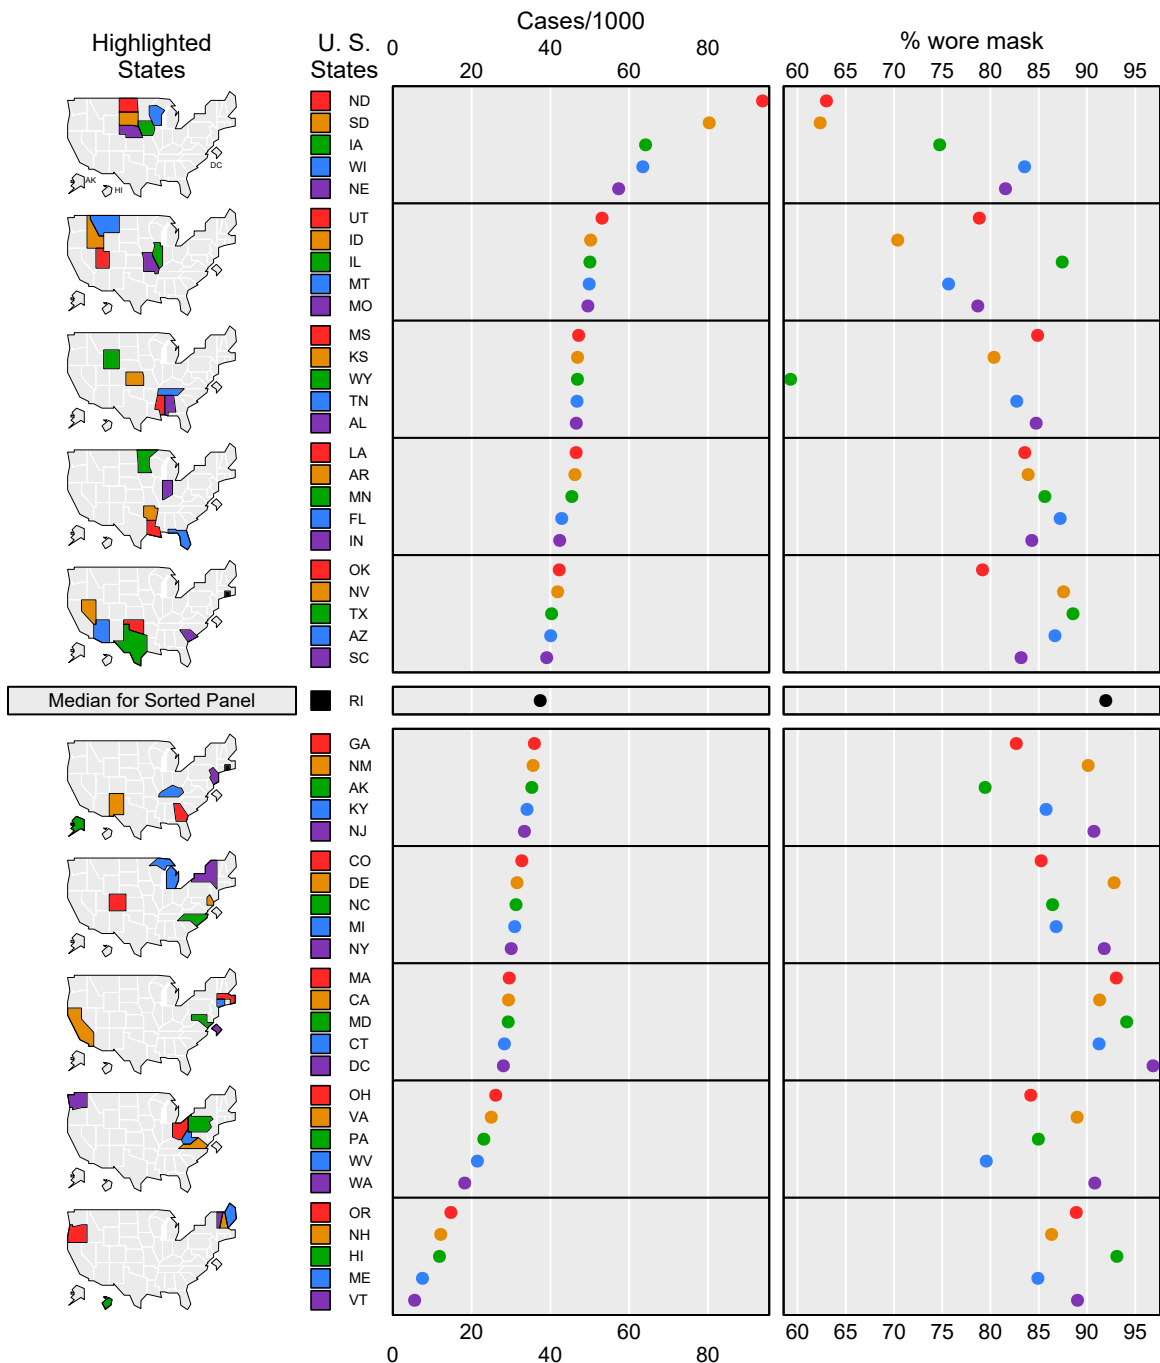 Highlighted
States
U. S.
States
Cases/1000
0 40 80
20 60
% wore mask
60 65 70 75 80 85 90 95
ND
SD
IA
WI
NE
AK
HI
DC
UT
ID
IL
MT
MO
MS
KS
WY
TN
AL
LA
AR
MN
FL
IN
OK
NV
TX
AZ
SC
Median for Sorted Panel
RI
GA
NM
AK
KY
NJ
CO
DE
NC
MI
NY
MA
CA
MD
CT
DC
OH
VA
PA
WV
WA
OR
NH
HI
ME
VT
20 60
0 40 80
60 65 70 75 80 85 90 95